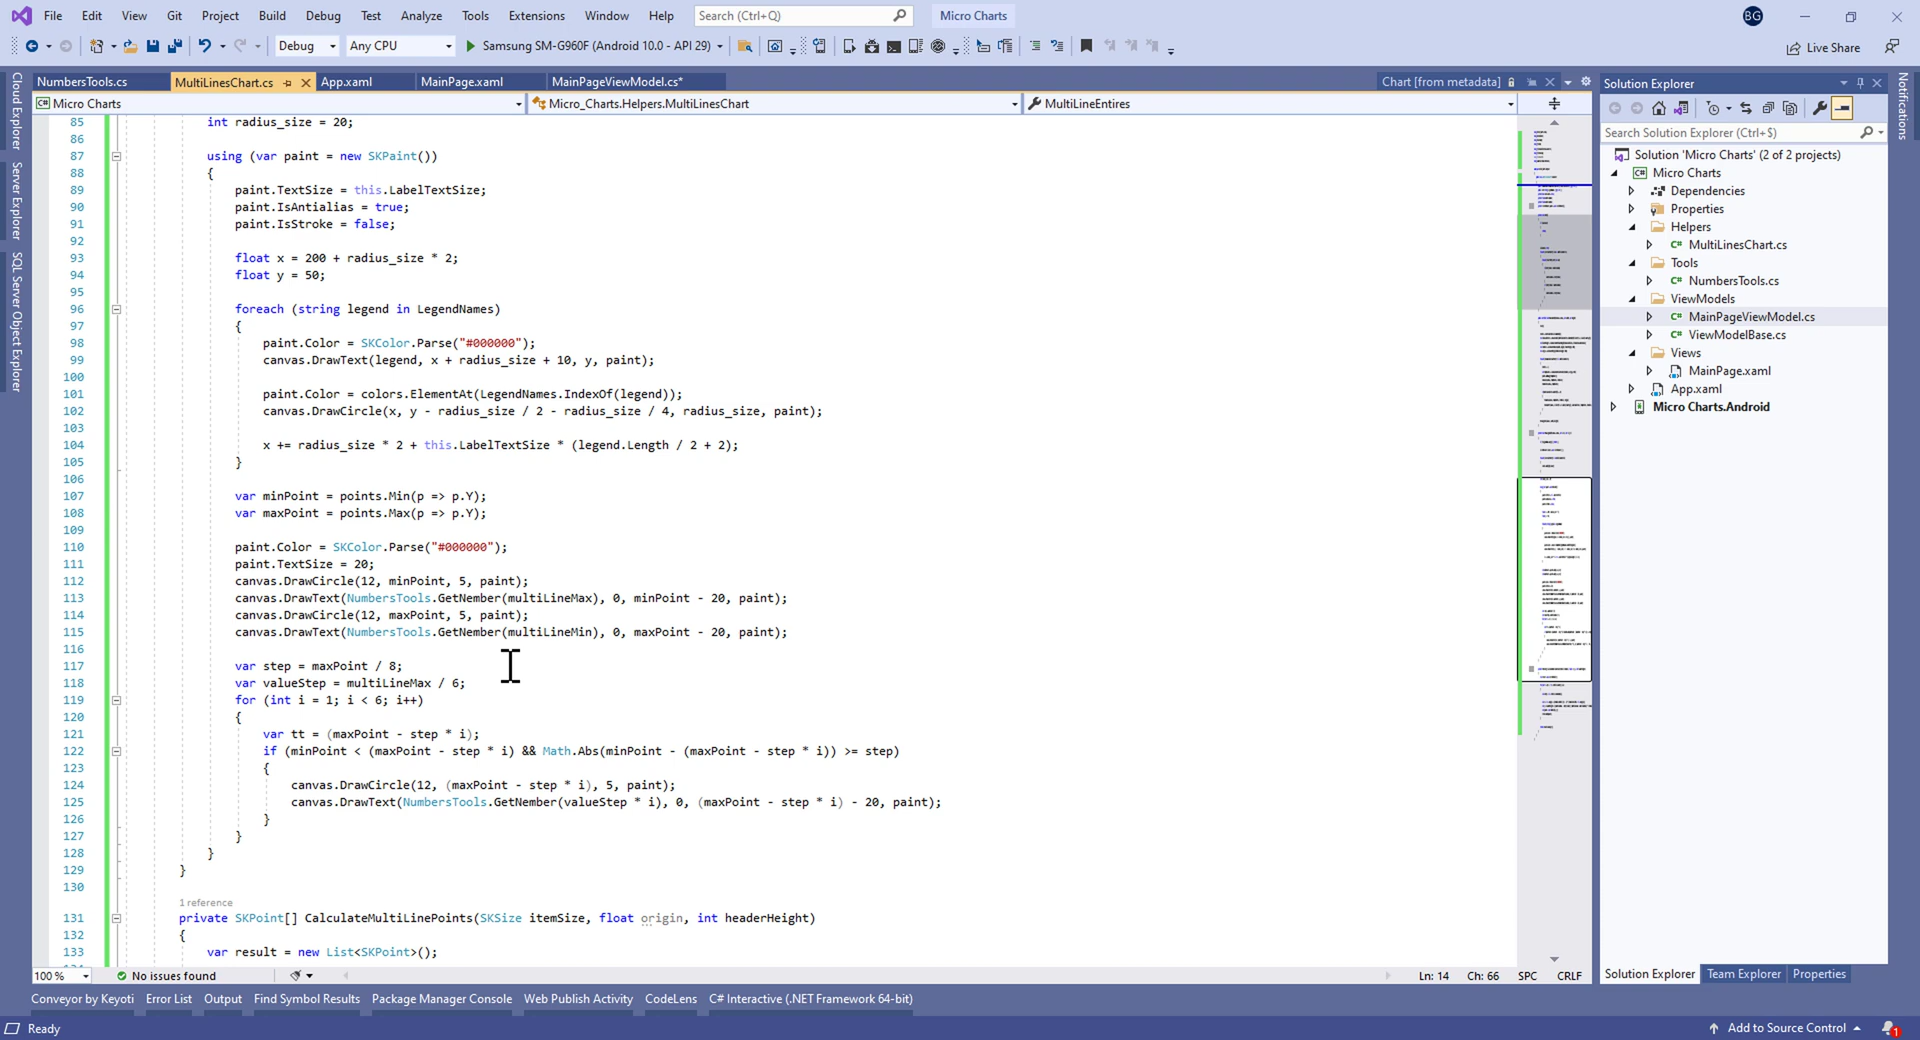 File Edit View Git Project Build Debug Test Analyze Tools Extensions Window Help Search (Ctrl+Q) Micro Charts BG
Debug Any CPU Samsung SM-G960F (Android 10.0 - API 29) Live Share
NumbersTools.cs MultiLinesChart.cs App.xaml MainPage.xaml MainPageViewModel.cs* Chart [from metadata]
Micro Charts Micro_Charts.Helpers.MultiLinesChart MultiLineEntires
Cloud Explorer
Server Explorer
SQL Server Object Explorer
85 int radius_size = 20;
86
87 using (var paint = new SKPaint())
88 {
89 paint.TextSize = this.LabelTextSize;
90 paint.IsAntialias = true;
91 paint.IsStroke = false;
92
93 float x = 200 + radius_size * 2;
94 float y = 50;
95
96 foreach (string legend in LegendNames)
97 {
98 paint.Color = SKColor.Parse("#000000");
99 canvas.DrawText(legend, x + radius_size + 10, y, paint);
100
101 paint.Color = colors.ElementAt(LegendNames.IndexOf(legend));
102 canvas.DrawCircle(x, y - radius_size / 2 - radius_size / 4, radius_size, paint);
103
104 x += radius_size * 2 + this.LabelTextSize * (legend.Length / 2 + 2);
105 }
106
107 var minPoint = points.Min(p => p.Y);
108 var maxPoint = points.Max(p => p.Y);
109
110 paint.Color = SKColor.Parse("#000000");
111 paint.TextSize = 20;
112 canvas.DrawCircle(12, minPoint, 5, paint);
113 canvas.DrawText(NumbersTools.GetNember(multiLineMax), 0, minPoint - 20, paint);
114 canvas.DrawCircle(12, maxPoint, 5, paint);
115 canvas.DrawText(NumbersTools.GetNember(multiLineMin), 0, maxPoint - 20, paint);
116
117 var step = maxPoint / 8;
118 var valueStep = multiLineMax / 6;
119 for (int i = 1; i < 6; i++)
120 {
121 var tt = (maxPoint - step * i);
122 if (minPoint < (maxPoint - step * i) && Math.Abs(minPoint - (maxPoint - step * i)) >= step)
123 {
124 canvas.DrawCircle(12, (maxPoint - step * i), 5, paint);
125 canvas.DrawText(NumbersTools.GetNember(valueStep * i), 0, (maxPoint - step * i) - 20, paint);
126 }
127 }
128 }
129 }
130
1 reference
131 private SKPoint[] CalculateMultiLinePoints(SKSize itemSize, float origin, int headerHeight)
132 {
133 var result = new List<SKPoint>();
100 % No issues found Ln: 14 Ch: 66 SPC CRLF
Solution Explorer
Search Solution Explorer (Ctrl+$)
Solution 'Micro Charts' (2 of 2 projects)
C# Micro Charts
Dependencies
Properties
Helpers
C# MultiLinesChart.cs
Tools
C# NumbersTools.cs
ViewModels
C# MainPageViewModel.cs
C# ViewModelBase.cs
Views
MainPage.xaml
App.xaml
Micro Charts.Android
Solution Explorer Team Explorer Properties
Notifications
Conveyor by Keyoti Error List Output Find Symbol Results Package Manager Console Web Publish Activity CodeLens C# Interactive (.NET Framework 64-bit)
Ready Add to Source Control 1